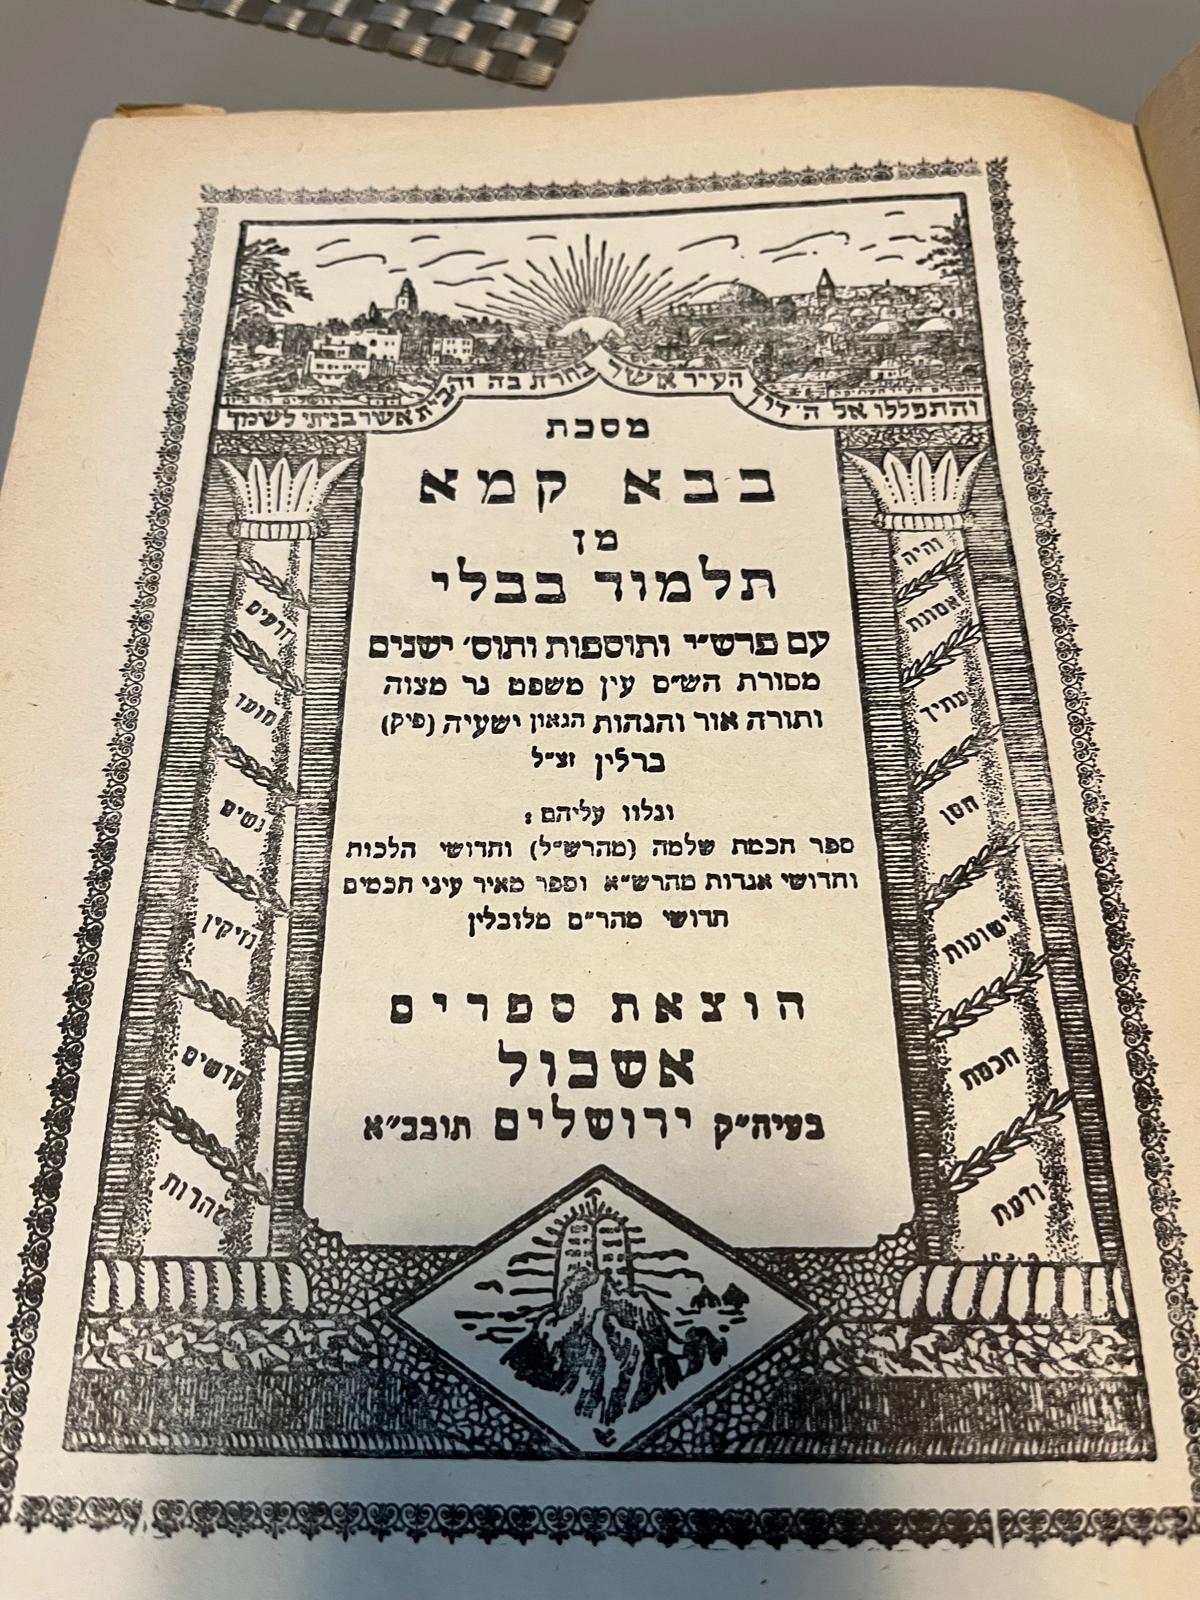 והתפללו אל ה׳ דרך העיר אשר בחרת בה והבית אשר בניתי לשמך
מסכת
בבא קמא
מן
תלמוד בבלי
עם פרש״י ותוספות ותוס׳ ישנים
מסורת הש״ס עין משפט נר מצוה
ותורה אור והגהות הגאון ישעיה (פיק)
ברלין זצ״ל
ונלוו עליהם :
ספר חכמת שלמה (מהרש״ל) וחדושי הלכות
וחדושי אגדות מהרש״א וספר מאיר עיני חכמים
חדושי מהר״ם מלובלין
הוצאת ספרים
אשכול
בעיה״ק ירושלים תובב״א
והיה
אמונת
עתיך
חסן
ישועות
חכמת
ודעת
זרעים
מועד
נשים
נזיקין
קדשים
טהרות